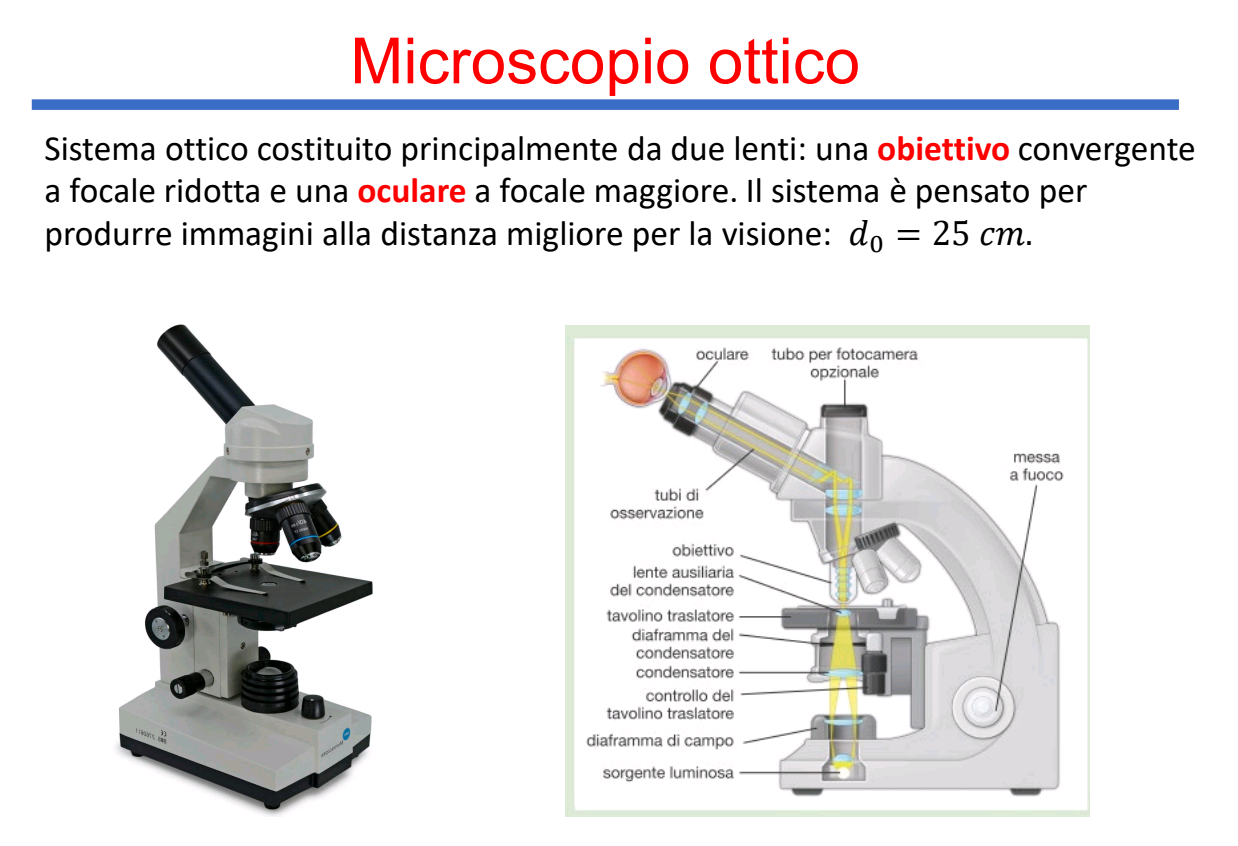 Microscopio ottico
Sistema ottico costituito principalmente da due lenti: una obiettivo convergente
a focale ridotta e una oculare a focale maggiore. Il sistema è pensato per
produrre immagini alla distanza migliore per la visione: d₀ = 25 cm.
oculare
tubo per fotocamera
opzionale
messa
a fuoco
tubi di
osservazione
obiettivo
lente ausiliaria
del condensatore
tavolino traslatore
diaframma del
condensatore
condensatore
controllo del
tavolino traslatore
diaframma di campo
sorgente luminosa